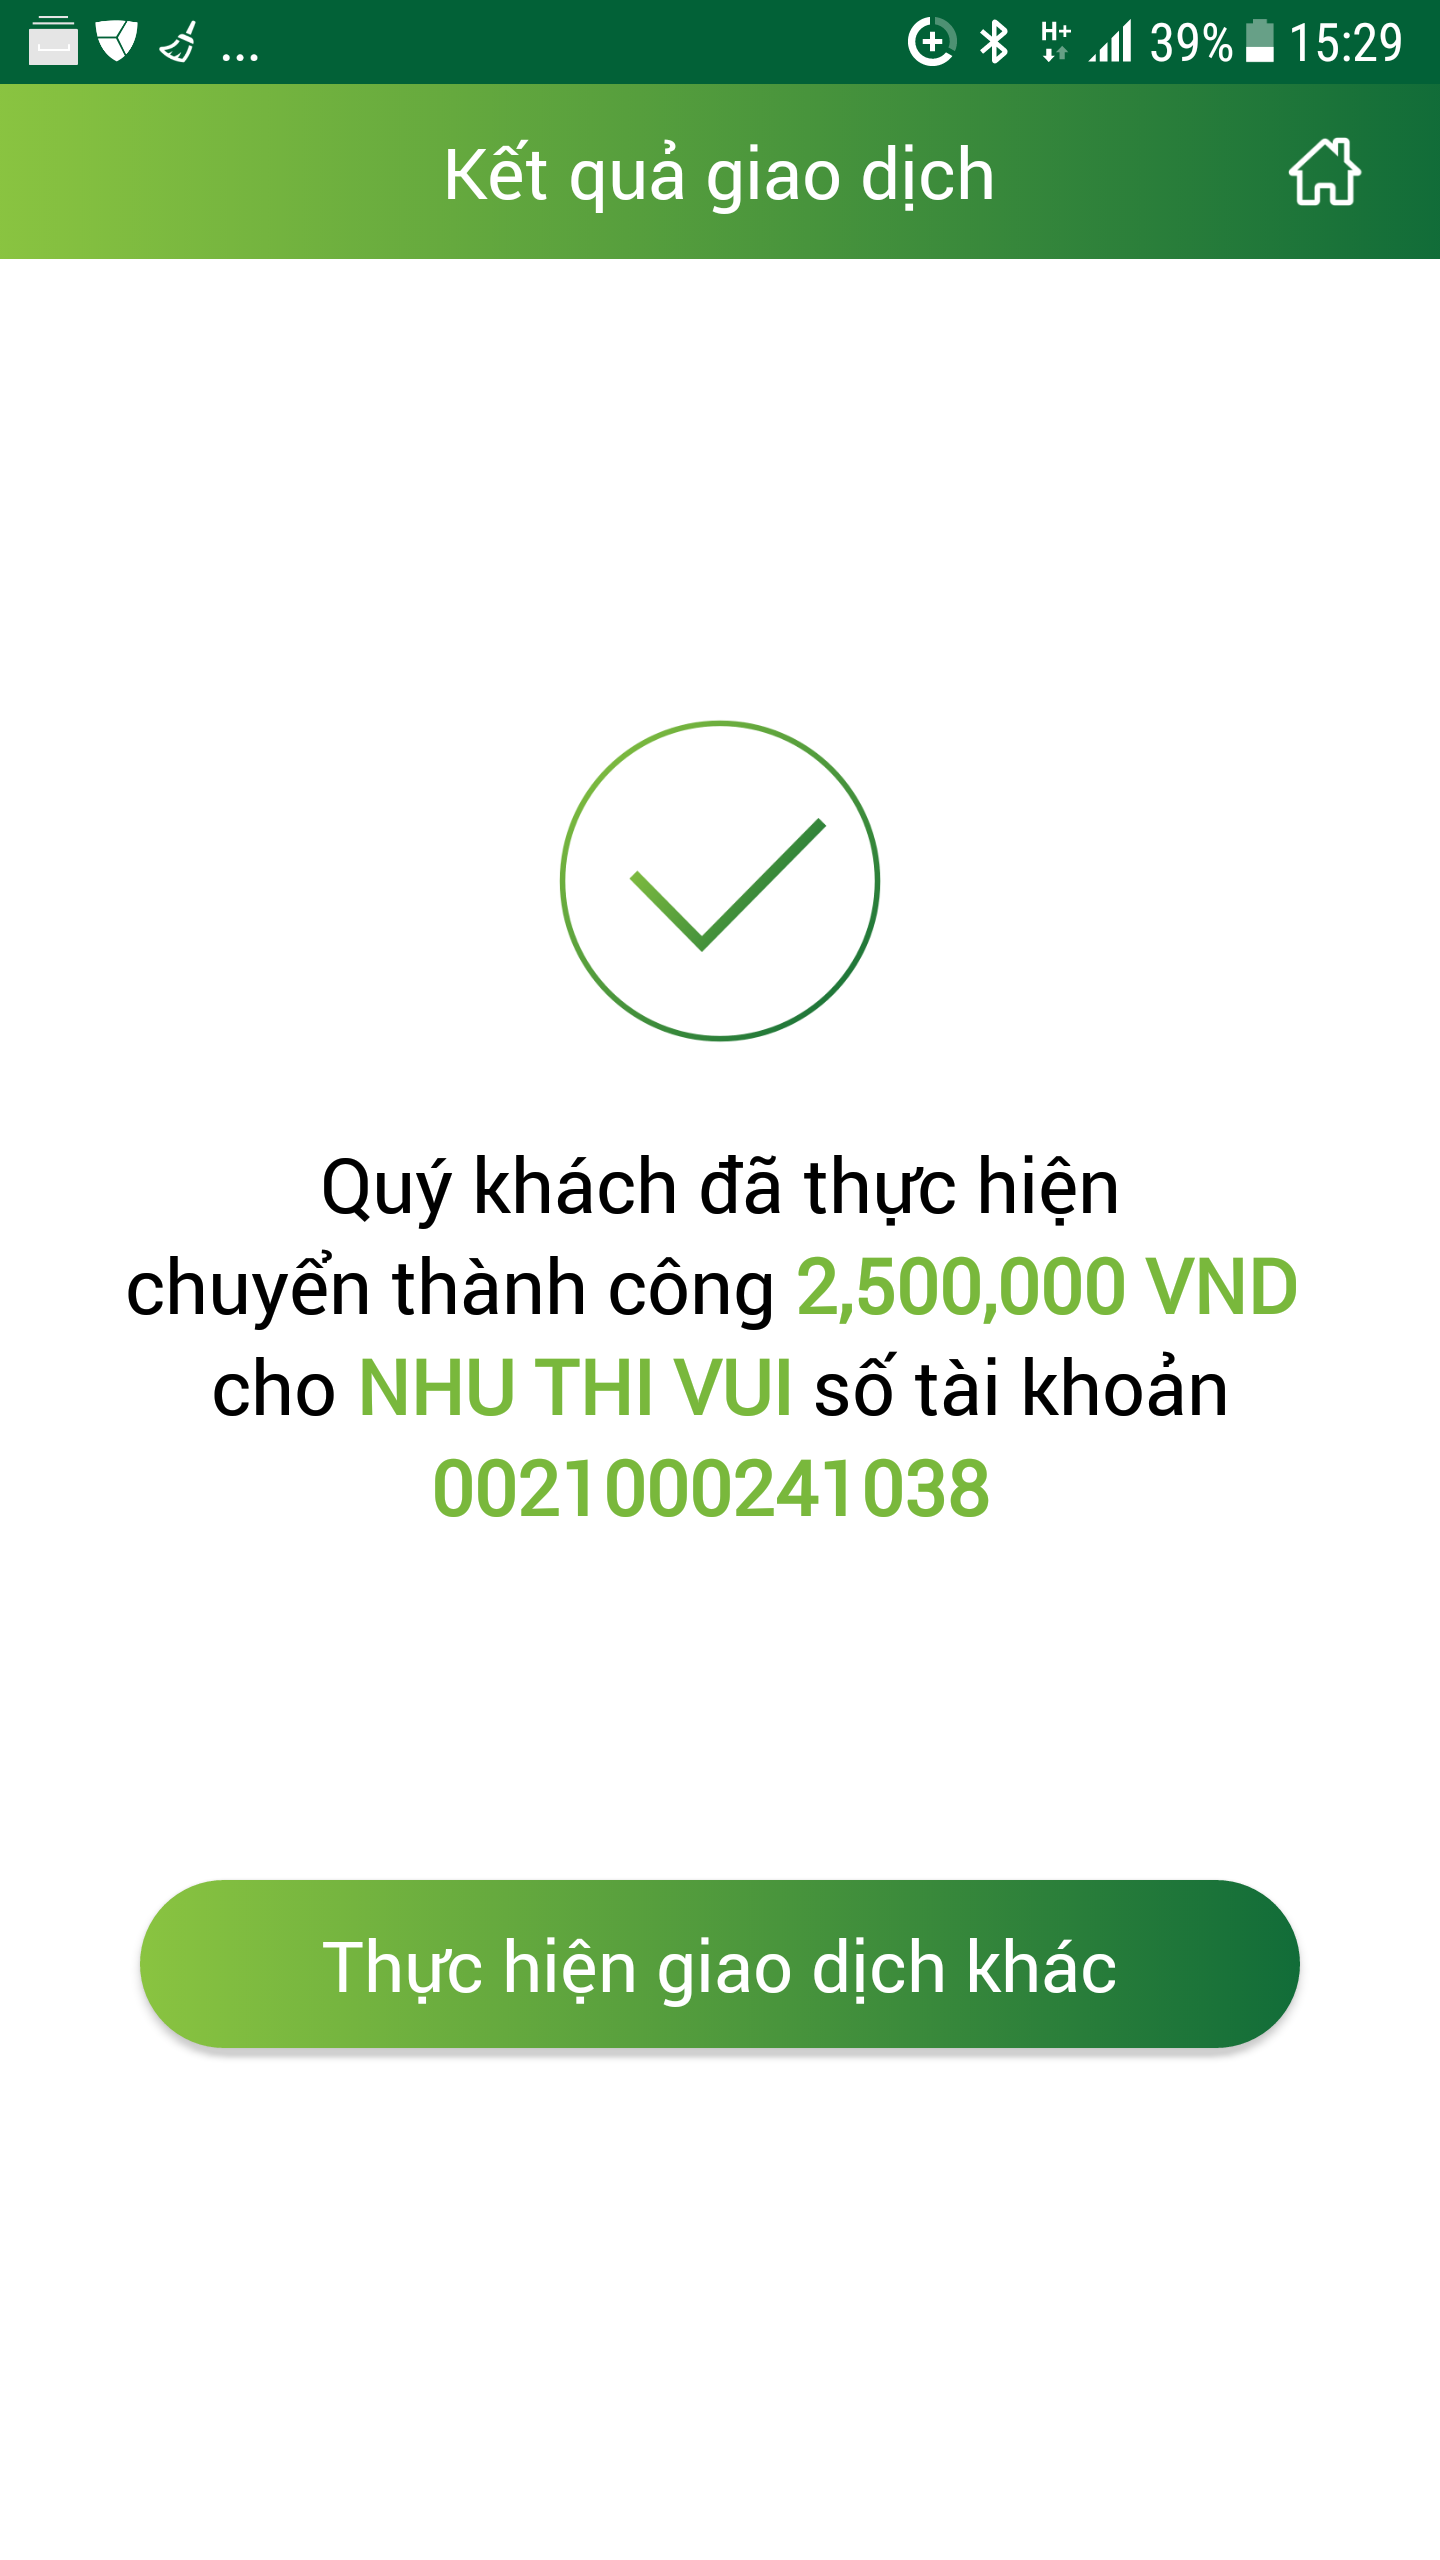 ... H+ 39% 15:29
Kết quả giao dịch
Quý khách đã thực hiện
chuyển thành công 2,500,000 VND
cho NHU THI VUI số tài khoản
0021000241038
Thực hiện giao dịch khác